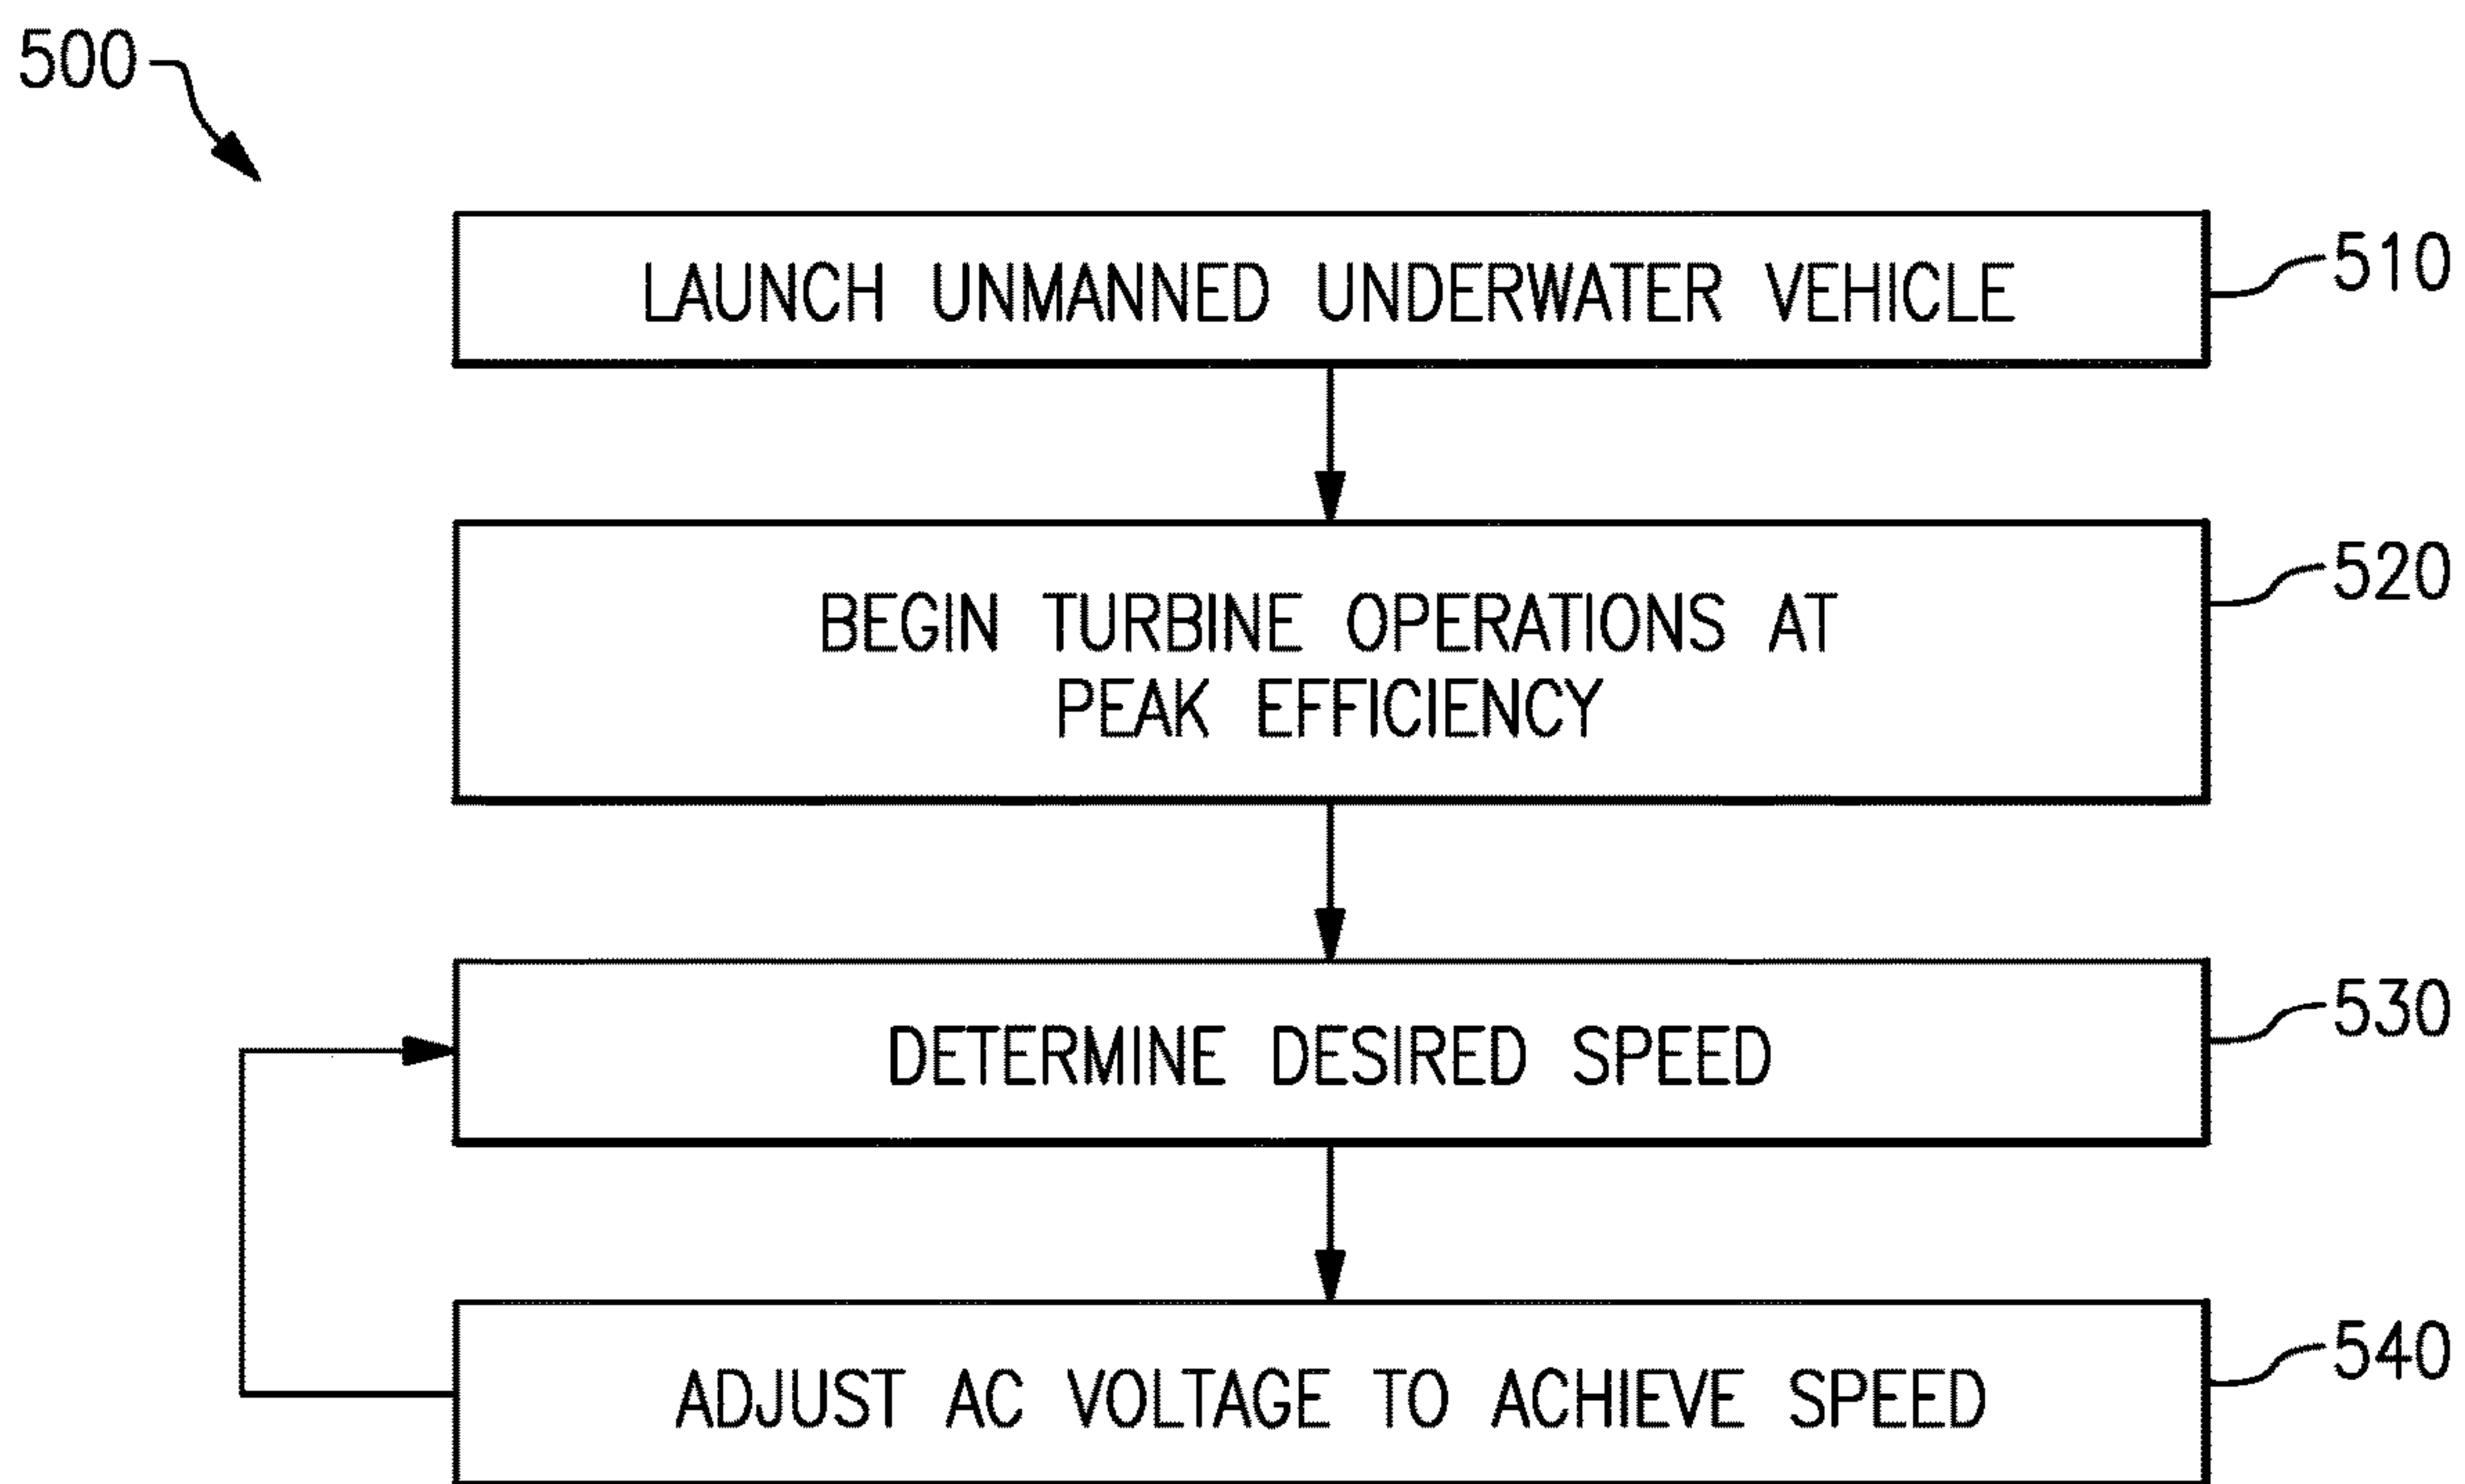 500
LAUNCH UNMANNED UNDERWATER VEHICLE
510
BEGIN TURBINE OPERATIONS AT
PEAK EFFICIENCY
520
DETERMINE DESIRED SPEED
530
ADJUST AC VOLTAGE TO ACHIEVE SPEED
540